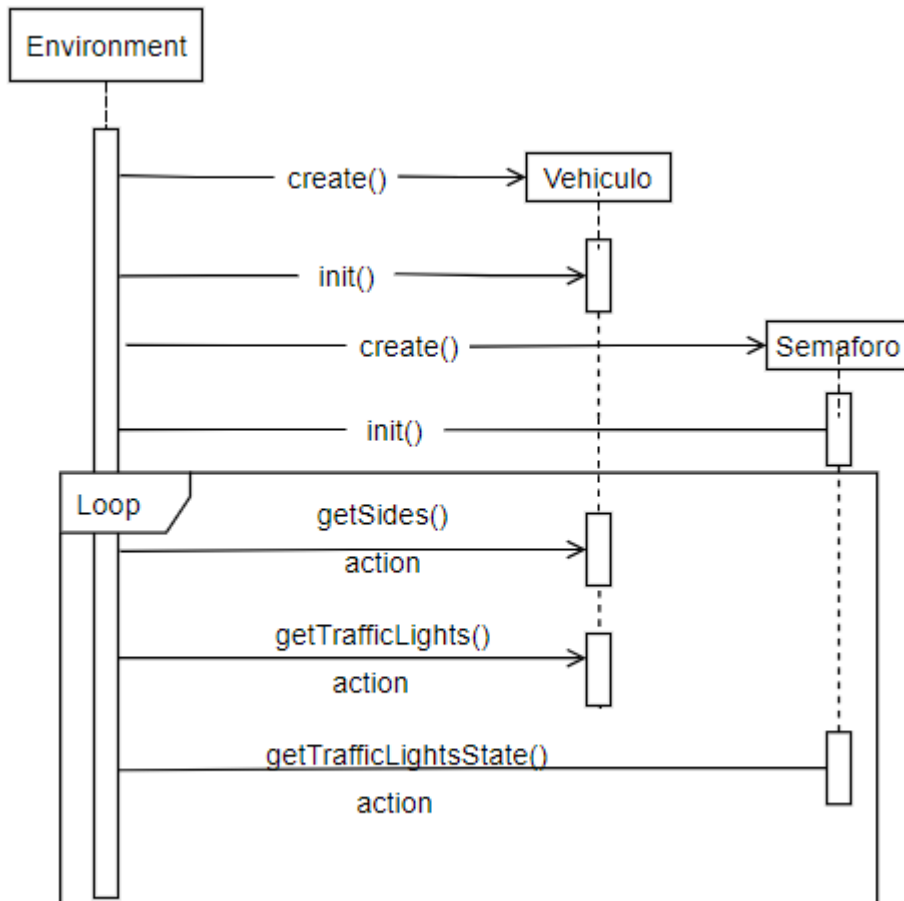 Environment
create()
Vehiculo
init()
create()
Semaforo
init()
Loop
getSides()
action
getTrafficLights()
action
getTrafficLightsState()
action